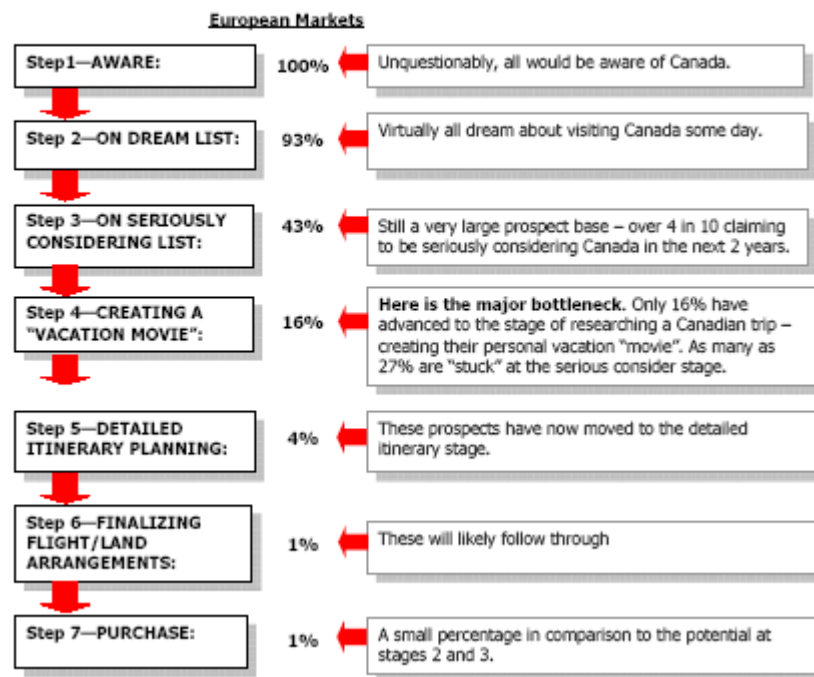 European Markets
Step1—AWARE:
100%
Unquestionably, all would be aware of Canada.
Step 2—ON DREAM LIST:
93%
Virtually all dream about visiting Canada some day.
Step 3—ON SERIOUSLY
CONSIDERING LIST:
43%
Still a very large prospect base – over 4 in 10 claiming
to be seriously considering Canada in the next 2 years.
Step 4—CREATING A
“VACATION MOVIE”:
16%
Here is the major bottleneck. Only 16% have
advanced to the stage of researching a Canadian trip –
creating their personal vacation “movie”. As many as
27% are “stuck” at the serious consider stage.
Step 5—DETAILED
ITINERARY PLANNING:
4%
These prospects have now moved to the detailed
itinerary stage.
Step 6—FINALIZING
FLIGHT/LAND
ARRANGEMENTS:
1%
These will likely follow through
Step 7—PURCHASE:
1%
A small percentage in comparison to the potential at
stages 2 and 3.